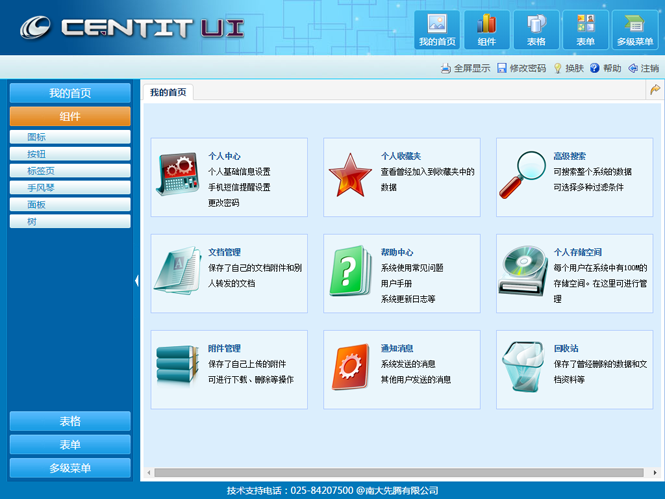 CENTIT UI
我的首页 组件 表格 表单 多级菜单
全屏显示 修改密码 换肤 帮助 注销
我的首页
组件
图标
按钮
标签页
手风琴
面板
树
表格
表单
多级菜单
我的首页
个人中心
个人基础信息设置
手机短信提醒设置
更改密码
个人收藏夹
查看曾经加入到收藏夹中的
数据
高级搜索
可搜索整个系统的数据
可选择多种过滤条件
文档管理
保存了自己的文档附件和别
人转发的文档
帮助中心
系统使用常见问题
用户手册
系统更新日志等
个人存储空间
每个用户在系统中有100M的
存储空间。在这里可进行管
理
附件管理
保存了自己上传的附件
可进行下载、删除等操作
通知消息
系统发送的消息
其他用户发送的消息
回收站
保存了曾经删除的数据和文
档资料等
技术支持电话：025-84207500 @南大先腾有限公司